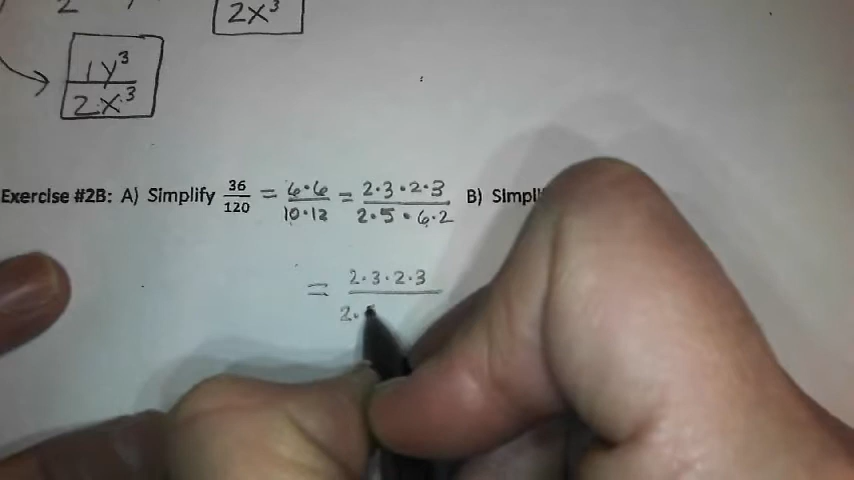 2 2x³
1y³
2x³
Exercise #2B: A) Simplify 36/120 = 6·6/10·12 = 2·3·2·3/2·5·6·2 B)
= 2·3·2·3
2·